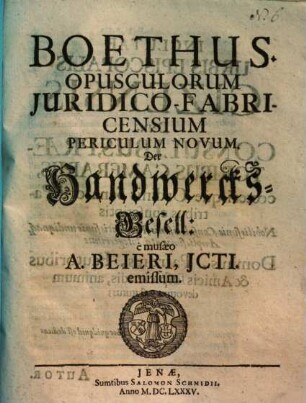 BOETHUS.
OPUSCULORUM
JURIDICO-FABRI-
CENSIUM
PERICULUM NOVUM,
Der
Handwercks-
Gesell:
è musæo
A. BEIERI, JCTI.
emissum.
JENÆ,
Sumtibus SALOMON SCHMIDII.
Anno M. DC. LXXXV.